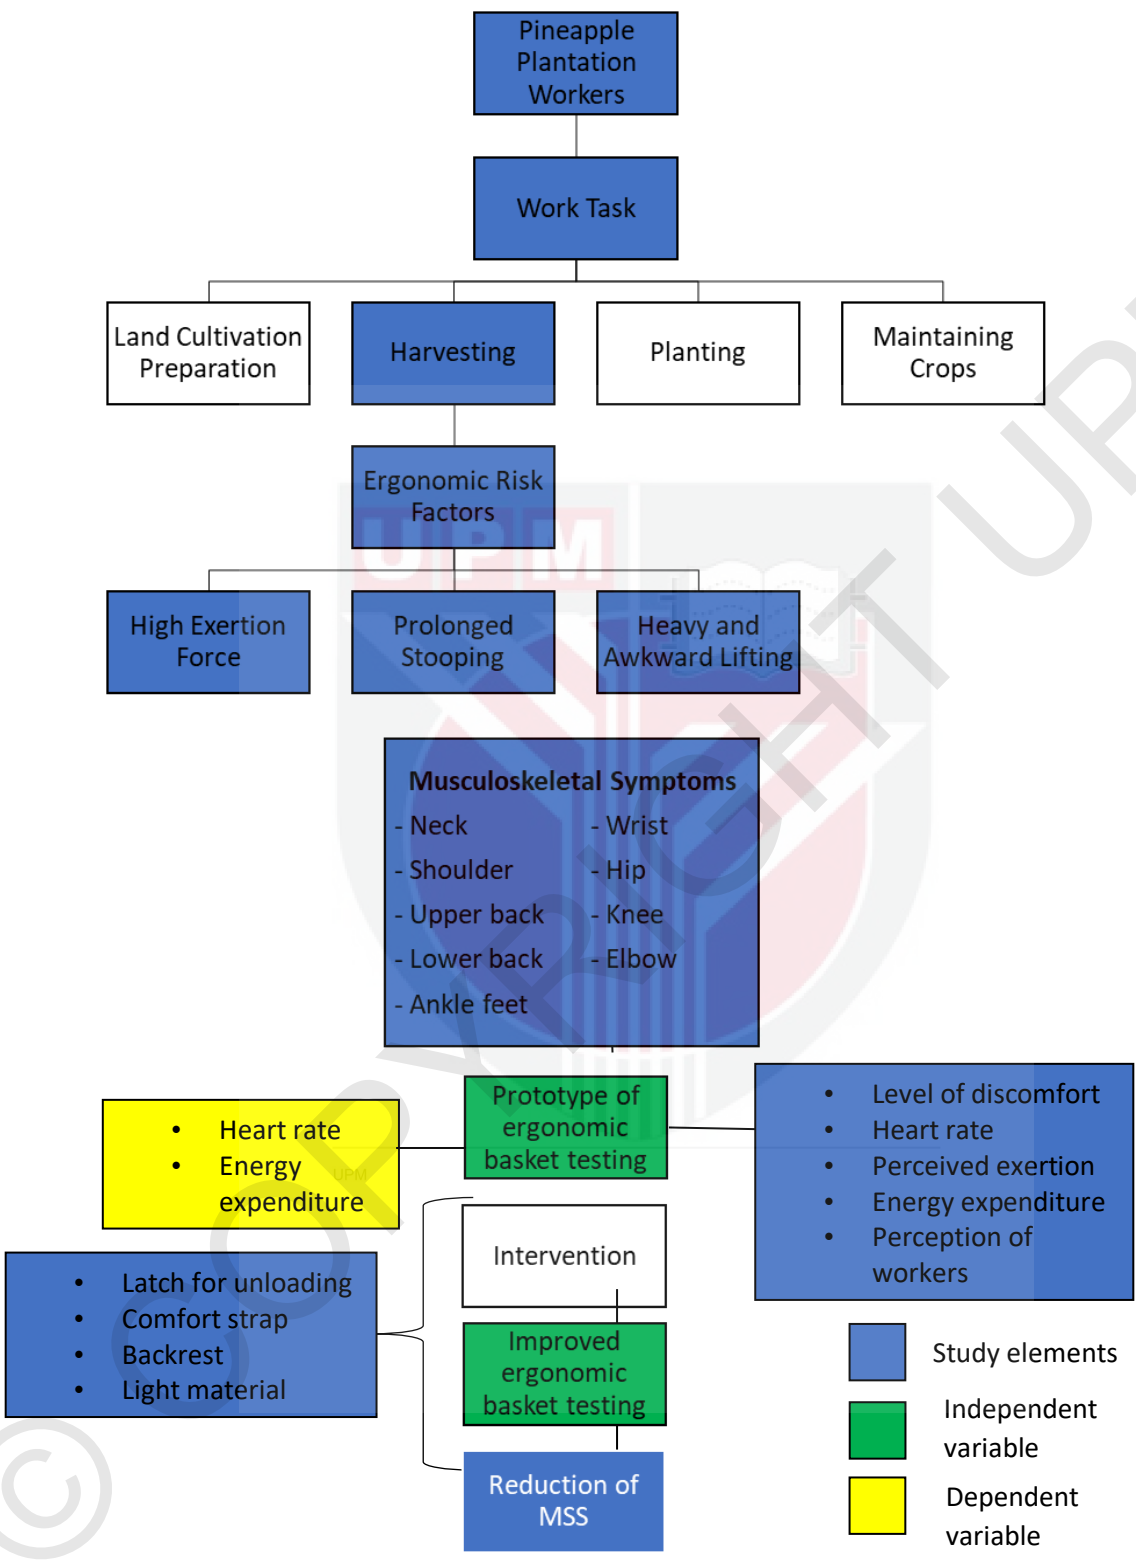 Pineapple
Plantation
Workers
Work Task
Land Cultivation
Preparation
Harvesting
Planting
Maintaining
Crops
Ergonomic Risk
Factors
UPM
High Exertion
Force
Prolonged
Stooping
Heavy and
Awkward Lifting
Musculoskeletal Symptoms
- Neck
- Wrist
- Shoulder
- Hip
- Upper back
- Knee
- Lower back
- Elbow
- Ankle feet
Prototype of
ergonomic
basket testing
• Heart rate
• Energy
expenditure
UPM
• Level of discomfort
• Heart rate
• Perceived exertion
• Energy expenditure
• Perception of
workers
Intervention
• Latch for unloading
• Comfort strap
• Backrest
• Light material
Improved
ergonomic
basket testing
Reduction of
MSS
Study elements
Independent
variable
Dependent
variable
© COPYRIGHT UP